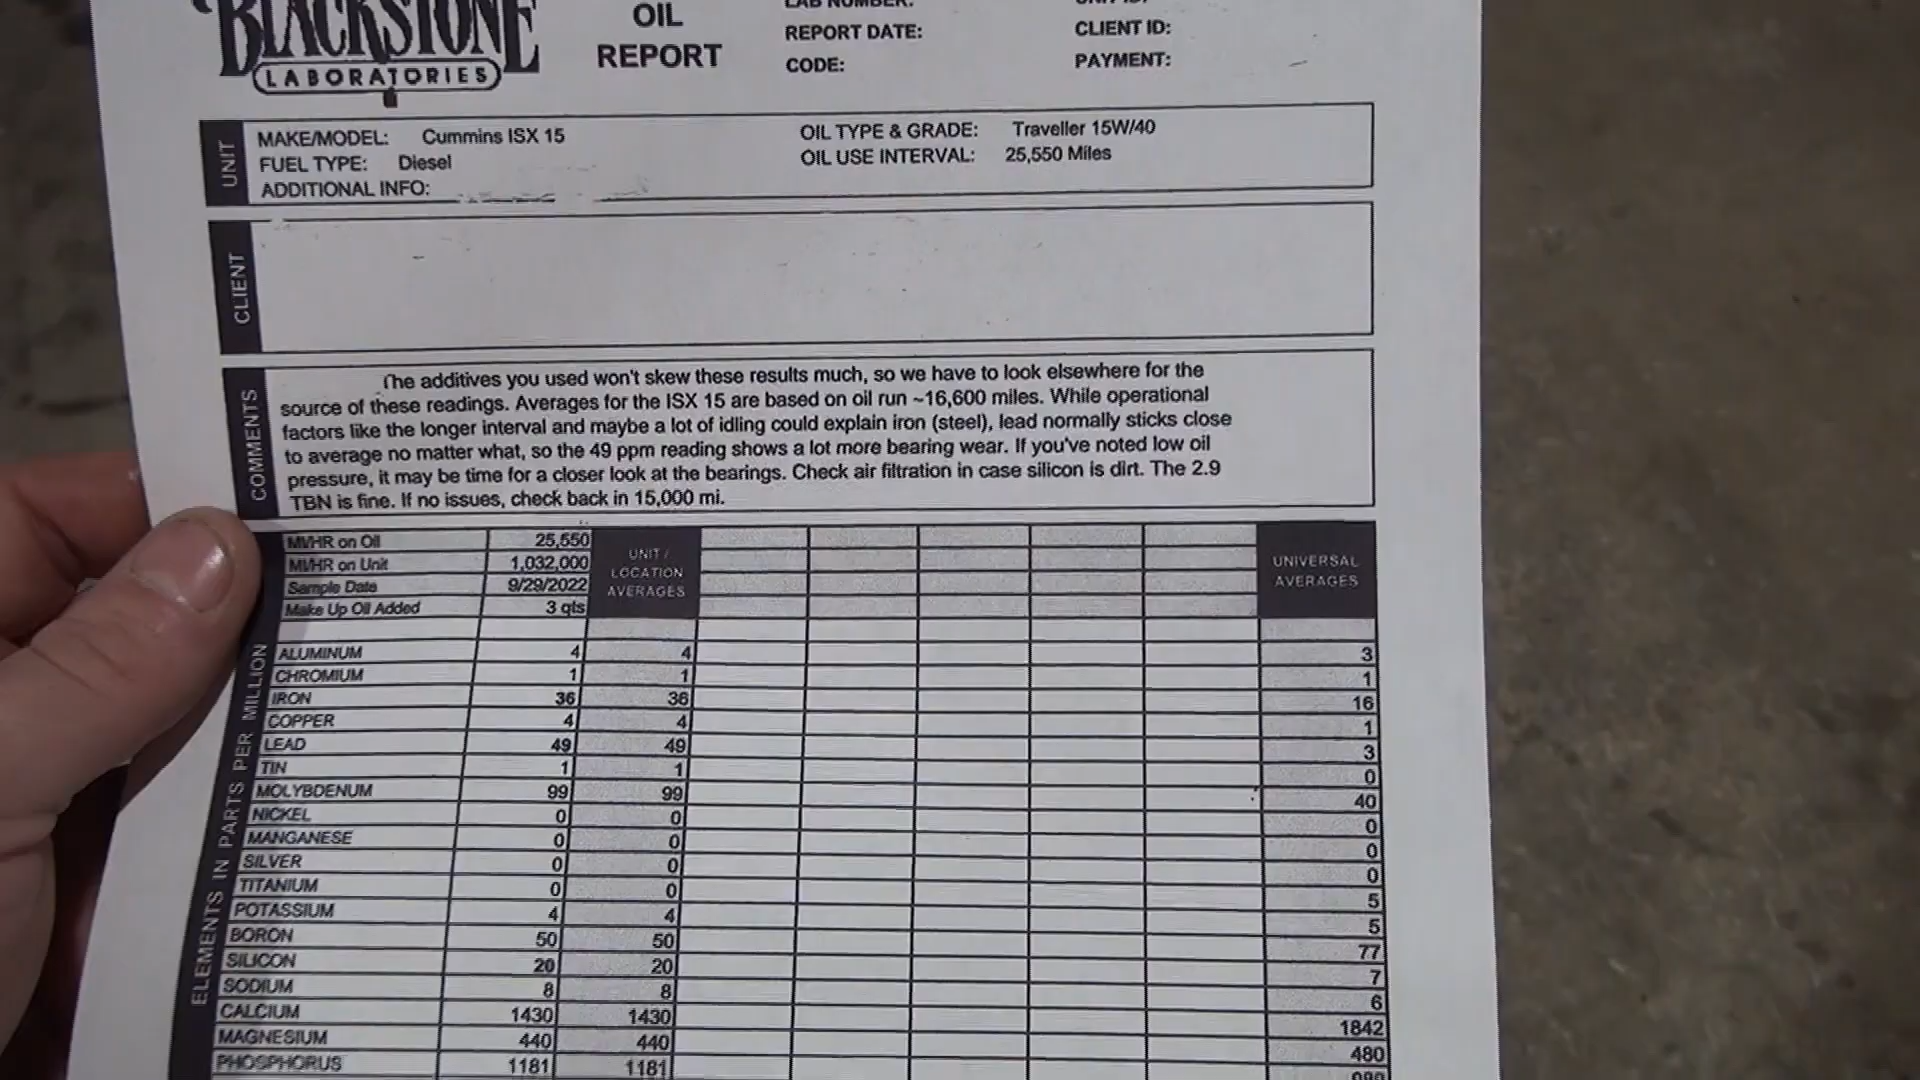 BLACKSTONE
LABORATORIES
OIL
REPORT
LAB NUMBER:
REPORT DATE:
CODE:
CLIENT ID:
PAYMENT:
UNIT
MAKE/MODEL: Cummins ISX 15
FUEL TYPE: Diesel
ADDITIONAL INFO:
OIL TYPE & GRADE: Traveller 15W/40
OIL USE INTERVAL: 25,550 Miles
CLIENT
COMMENTS
The additives you used won't skew these results much, so we have to look elsewhere for the
source of these readings. Averages for the ISX 15 are based on oil run ~16,600 miles. While operational
factors like the longer interval and maybe a lot of idling could explain iron (steel), lead normally sticks close
to average no matter what, so the 49 ppm reading shows a lot more bearing wear. If you've noted low oil
pressure, it may be time for a closer look at the bearings. Check air filtration in case silicon is dirt. The 2.9
TBN is fine. If no issues, check back in 15,000 mi.
MI/HR on Oil 25,550
MI/HR on Unit 1,032,000
Sample Date 9/29/2022
Make Up Oil Added 3 qts
UNIT /
LOCATION
AVERAGES
UNIVERSAL
AVERAGES
ELEMENTS IN PARTS PER MILLION
ALUMINUM 4 4 3
CHROMIUM 1 1 1
IRON 36 36 16
COPPER 4 4 1
LEAD 49 49 3
TIN 1 1 0
MOLYBDENUM 99 99 40
NICKEL 0 0 0
MANGANESE 0 0 0
SILVER 0 0 0
TITANIUM 0 0 5
POTASSIUM 4 4 5
BORON 50 50 77
SILICON 20 20 7
SODIUM 8 8 6
CALCIUM 1430 1430 1842
MAGNESIUM 440 440 480
PHOSPHORUS 1181 1181